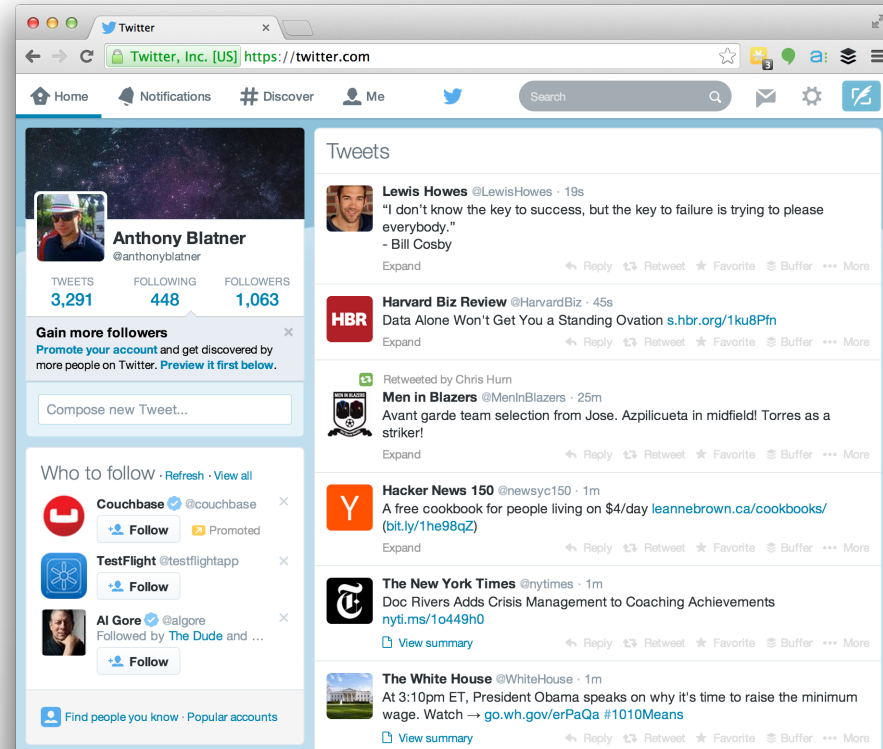 Twitter
Twitter, Inc. [US] https://twitter.com
3
a:
Home
Notifications
Discover
Me
Search
Anthony Blatner
@anthonyblatner
TWEETS FOLLOWING FOLLOWERS
3,291 448 1,063
Gain more followers
Promote your account and get discovered by
more people on Twitter. Preview it first below.
Compose new Tweet...
Who to follow · Refresh · View all
Couchbase @couchbase
Follow Promoted
TestFlight @testflightapp
Follow
Al Gore @algore
Followed by The Dude and ...
Follow
Find people you know · Popular accounts
Tweets
Lewis Howes @LewisHowes · 19s
“I don’t know the key to success, but the key to failure is trying to please
everybody.”
- Bill Cosby
Expand Reply Retweet Favorite Buffer More
HBR
Harvard Biz Review @HarvardBiz · 45s
Data Alone Won't Get You a Standing Ovation s.hbr.org/1ku8Pfn
Expand Reply Retweet Favorite Buffer More
Retweeted by Chris Hurn
MEN IN BLAZERS
Men in Blazers @MenInBlazers · 25m
Avant garde team selection from Jose. Azpilicueta in midfield! Torres as a
striker!
Expand Reply Retweet Favorite Buffer More
Y
Hacker News 150 @newsyc150 · 1m
A free cookbook for people living on $4/day leannebrown.ca/cookbooks/
(bit.ly/1he98qZ)
Expand Reply Retweet Favorite Buffer More
T
The New York Times @nytimes · 1m
Doc Rivers Adds Crisis Management to Coaching Achievements
nyti.ms/1o449h0
View summary Reply Retweet Favorite Buffer More
The White House @WhiteHouse · 1m
At 3:10pm ET, President Obama speaks on why it's time to raise the minimum
wage. Watch → go.wh.gov/erPaQa #1010Means
View summary Reply Retweet Favorite Buffer More